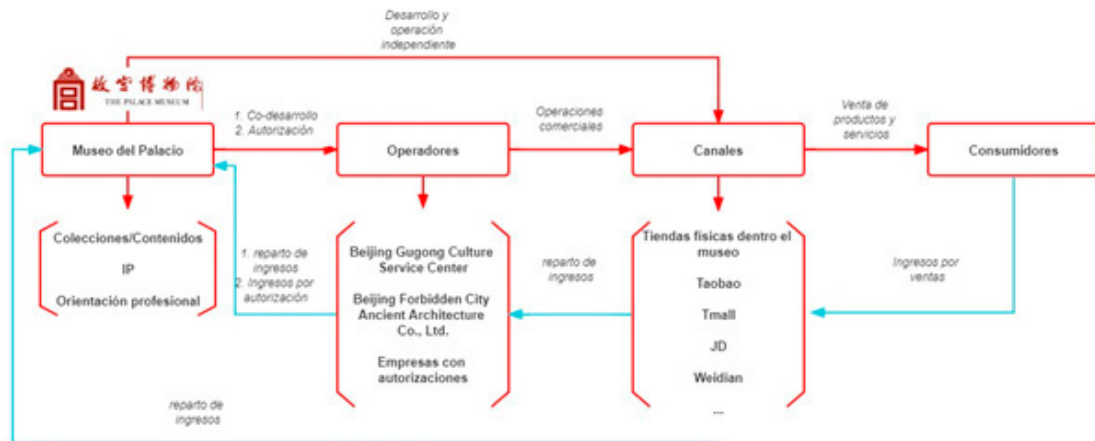 Desarrollo y
operación
independiente
故宫博物院
THE PALACE MUSEUM
1. Co-desarrollo
2. Autorización
Operaciones
comerciales
Venta de
productos y
servicios
Museo del Palacio
Operadores
Canales
Consumidores
Colecciones/Contenidos
IP
Orientación profesional
1. reparto de
ingresos
2. Ingresos por
autorización
Beijing Gugong Culture
Service Center
Beijing Forbidden City
Ancient Architecture
Co., Ltd.
Empresas con
autorizaciones
reparto de
ingresos
Tiendas físicas dentro el
museo
Taobao
Tmall
JD
Weidian
...
Ingresos por
ventas
reparto de
ingresos